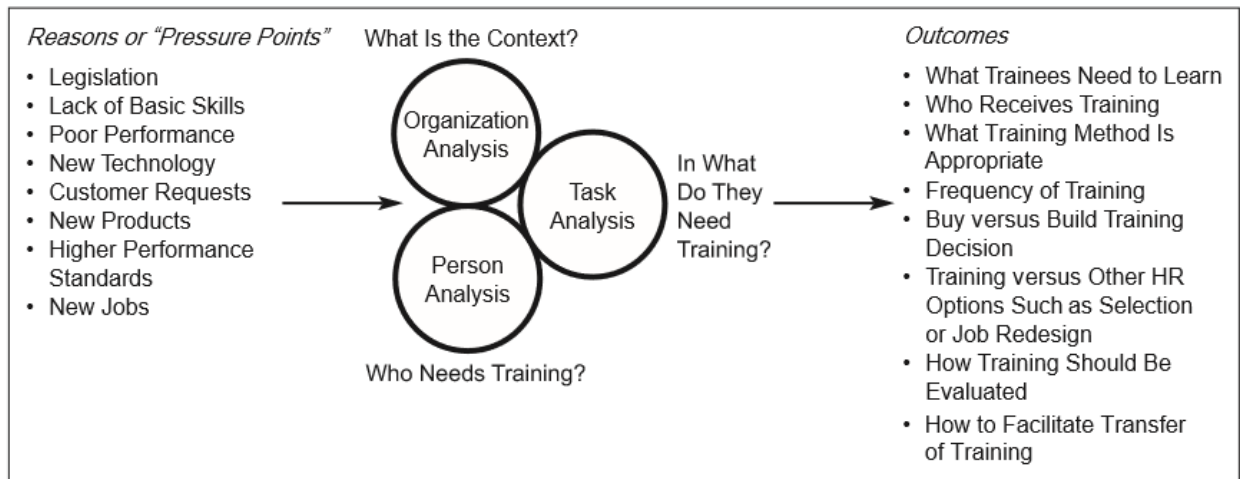 Reasons or “Pressure Points”
• Legislation
• Lack of Basic Skills
• Poor Performance
• New Technology
• Customer Requests
• New Products
• Higher Performance
Standards
• New Jobs
What Is the Context?
Organization
Analysis
Task
Analysis
Person
Analysis
Who Needs Training?
In What
Do They
Need
Training?
Outcomes
• What Trainees Need to Learn
• Who Receives Training
• What Training Method Is
Appropriate
• Frequency of Training
• Buy versus Build Training
Decision
• Training versus Other HR
Options Such as Selection
or Job Redesign
• How Training Should Be
Evaluated
• How to Facilitate Transfer
of Training